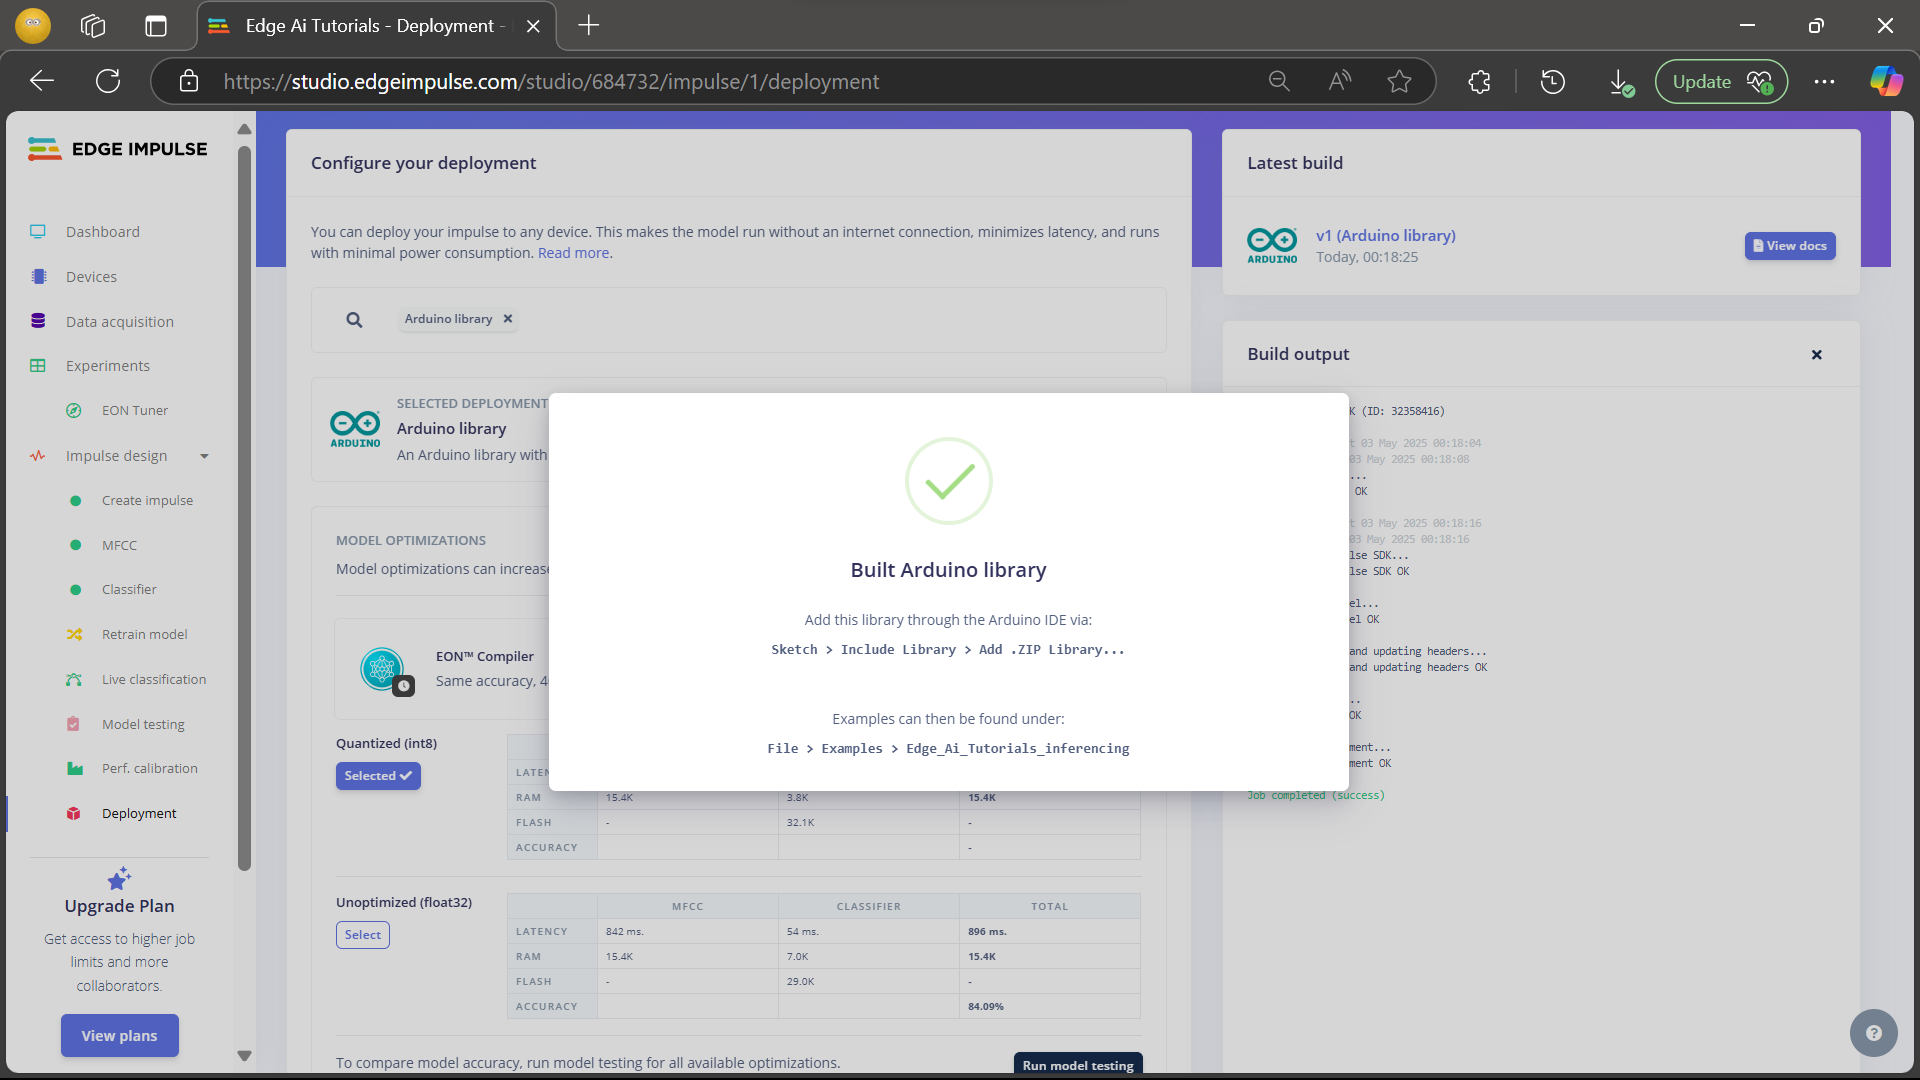 Edge Ai Tutorials - Deployment -
https://studio.edgeimpulse.com/studio/684732/impulse/1/deployment
Update
EDGE IMPULSE
Dashboard
Devices
Data acquisition
Experiments
EON Tuner
Impulse design
Create impulse
MFCC
Classifier
Retrain model
Live classification
Model testing
Perf. calibration
Deployment
Upgrade Plan
Get access to higher job
limits and more
collaborators.
View plans
Configure your deployment
You can deploy your impulse to any device. This makes the model run without an internet connection, minimizes latency, and runs
with minimal power consumption. Read more.
Arduino library
ARDUINO
SELECTED DEPLOYMENT
Arduino library
An Arduino library with
MODEL OPTIMIZATIONS
Model optimizations can increase
EON™ Compiler
Same accuracy, 4
Quantized (int8)
Selected
RAM 15.4K 3.8K 15.4K
FLASH - 32.1K -
ACCURACY -
Unoptimized (float32)
Select
MFCC CLASSIFIER TOTAL
LATENCY 842 ms. 54 ms. 896 ms.
RAM 15.4K 7.0K 15.4K
FLASH - 29.0K -
ACCURACY 84.09%
To compare model accuracy, run model testing for all available optimizations.
Run model testing
Built Arduino library
Add this library through the Arduino IDE via:
Sketch > Include Library > Add .ZIP Library...
Examples can then be found under:
File > Examples > Edge_Ai_Tutorials_inferencing
Latest build
ARDUINO
v1 (Arduino library)
Today, 00:18:25
View docs
Build output
K (ID: 32358416)
t 03 May 2025 00:18:04
03 May 2025 00:18:08
...
OK
t 03 May 2025 00:18:16
03 May 2025 00:18:16
lse SDK...
lse SDK OK
el...
el OK
and updating headers...
and updating headers OK
..
OK
ment...
ment OK
Job completed (success)